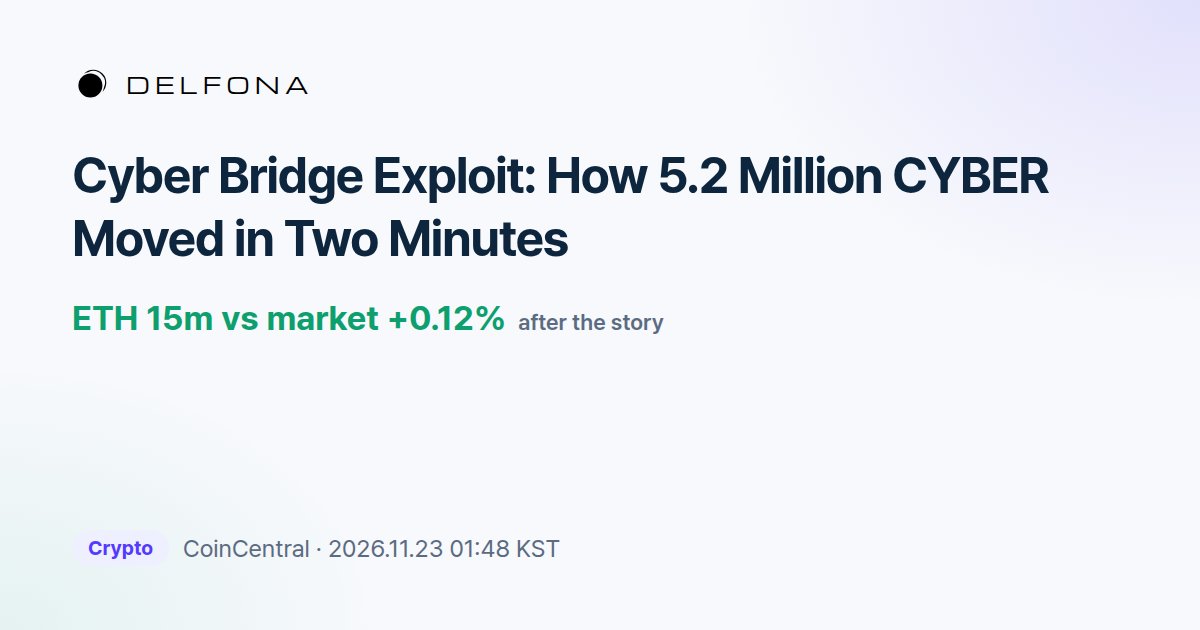 DELFONA
Cyber Bridge Exploit: How 5.2 Million CYBER
Moved in Two Minutes
ETH 15m vs market +0.12% after the story
Crypto CoinCentral · 2026.11.23 01:48 KST